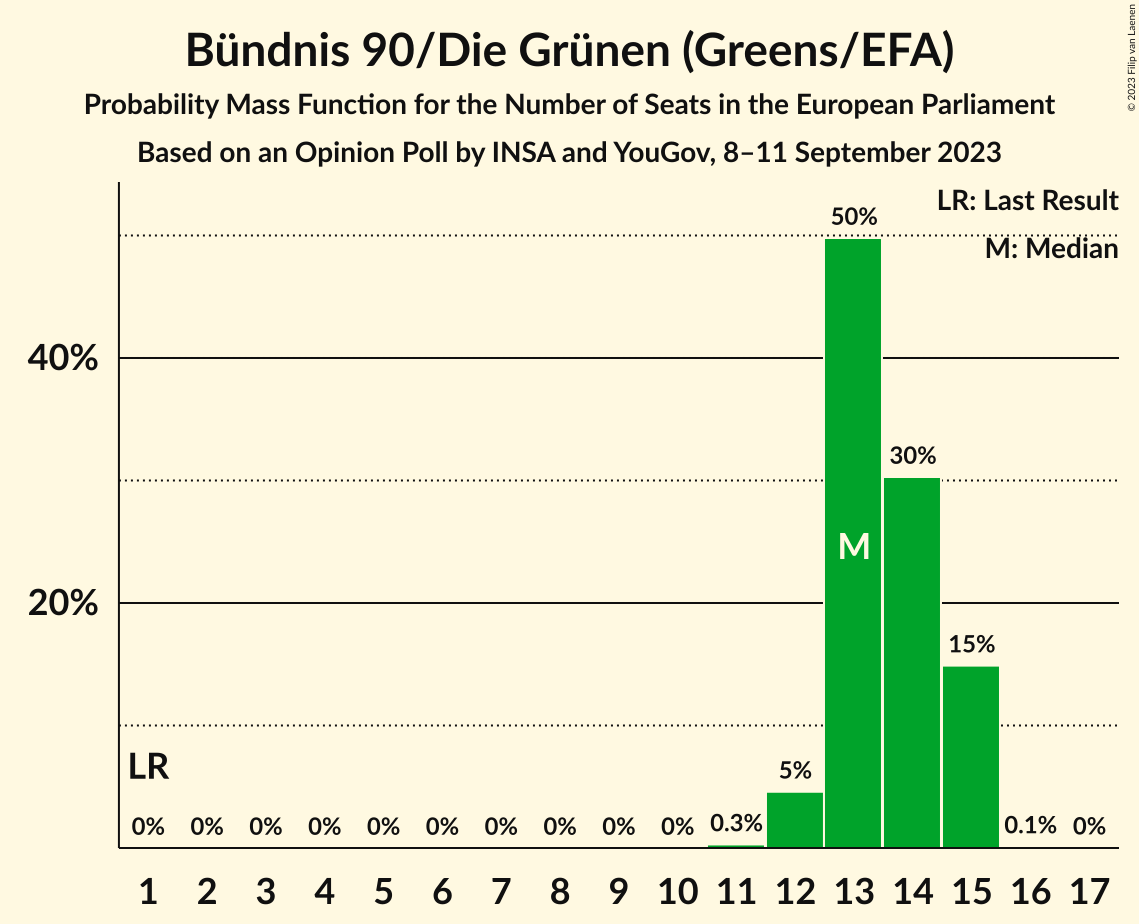 Bündnis 90/Die Grünen (Greens/EFA)
Probability Mass Function for the Number of Seats in the European Parliament
Based on an Opinion Poll by INSA and YouGov, 8–11 September 2023
© 2023 Filip van Laenen
LR: Last Result
M: Median
50%
40%
30%
M
20%
15%
LR
5%
0% 0% 0% 0% 0% 0% 0% 0% 0% 0% 0.3% 0.1% 0%
1 2 3 4 5 6 7 8 9 10 11 12 13 14 15 16 17